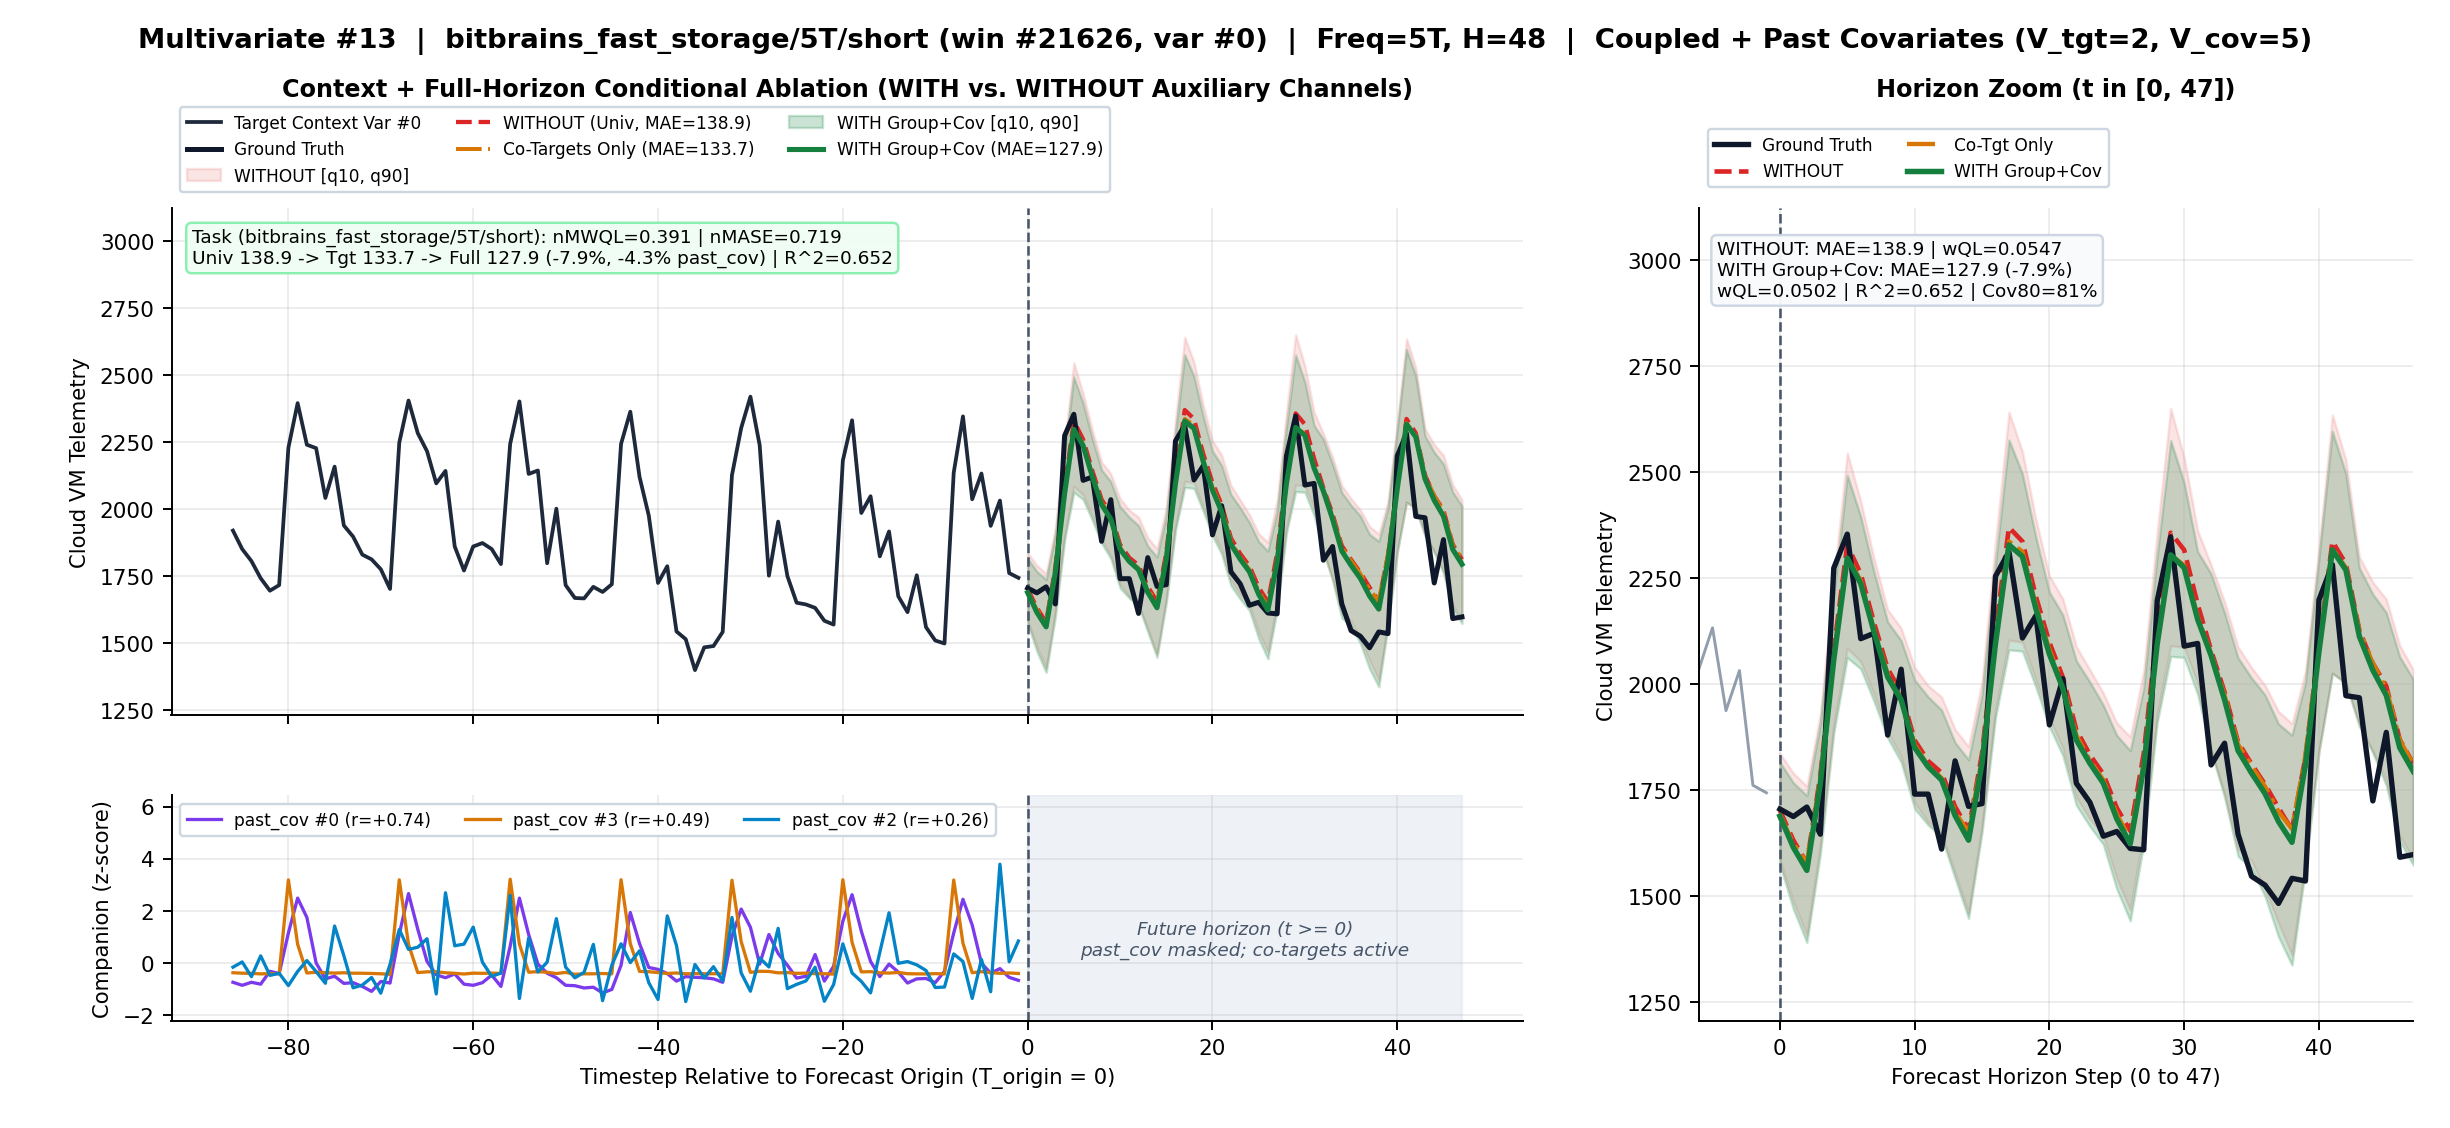 Multivariate #13 | bitbrains_fast_storage/5T/short (win #21626, var #0) | Freq=5T, H=48 | Coupled + Past Covariates (V_tgt=2, V_cov=5)
Context + Full-Horizon Conditional Ablation (WITH vs. WITHOUT Auxiliary Channels)
Target Context Var #0
Ground Truth
WITHOUT [q10, q90]
WITHOUT (Univ, MAE=138.9)
Co-Targets Only (MAE=133.7)
WITH Group+Cov [q10, q90]
WITH Group+Cov (MAE=127.9)
Task (bitbrains_fast_storage/5T/short): nMWQL=0.391 | nMASE=0.719
Univ 138.9 -> Tgt 133.7 -> Full 127.9 (-7.9%, -4.3% past_cov) | R^2=0.652
Cloud VM Telemetry
3000
2750
2500
2250
2000
1750
1500
1250
past_cov #0 (r=+0.74)
past_cov #3 (r=+0.49)
past_cov #2 (r=+0.26)
Future horizon (t >= 0)
past_cov masked; co-targets active
Companion (z-score)
6
4
2
0
−2
−80
−60
−40
−20
0
20
40
Timestep Relative to Forecast Origin (T_origin = 0)
Horizon Zoom (t in [0, 47])
Ground Truth
WITHOUT
Co-Tgt Only
WITH Group+Cov
WITHOUT: MAE=138.9 | wQL=0.0547
WITH Group+Cov: MAE=127.9 (-7.9%)
wQL=0.0502 | R^2=0.652 | Cov80=81%
Cloud VM Telemetry
3000
2750
2500
2250
2000
1750
1500
1250
0
10
20
30
40
Forecast Horizon Step (0 to 47)